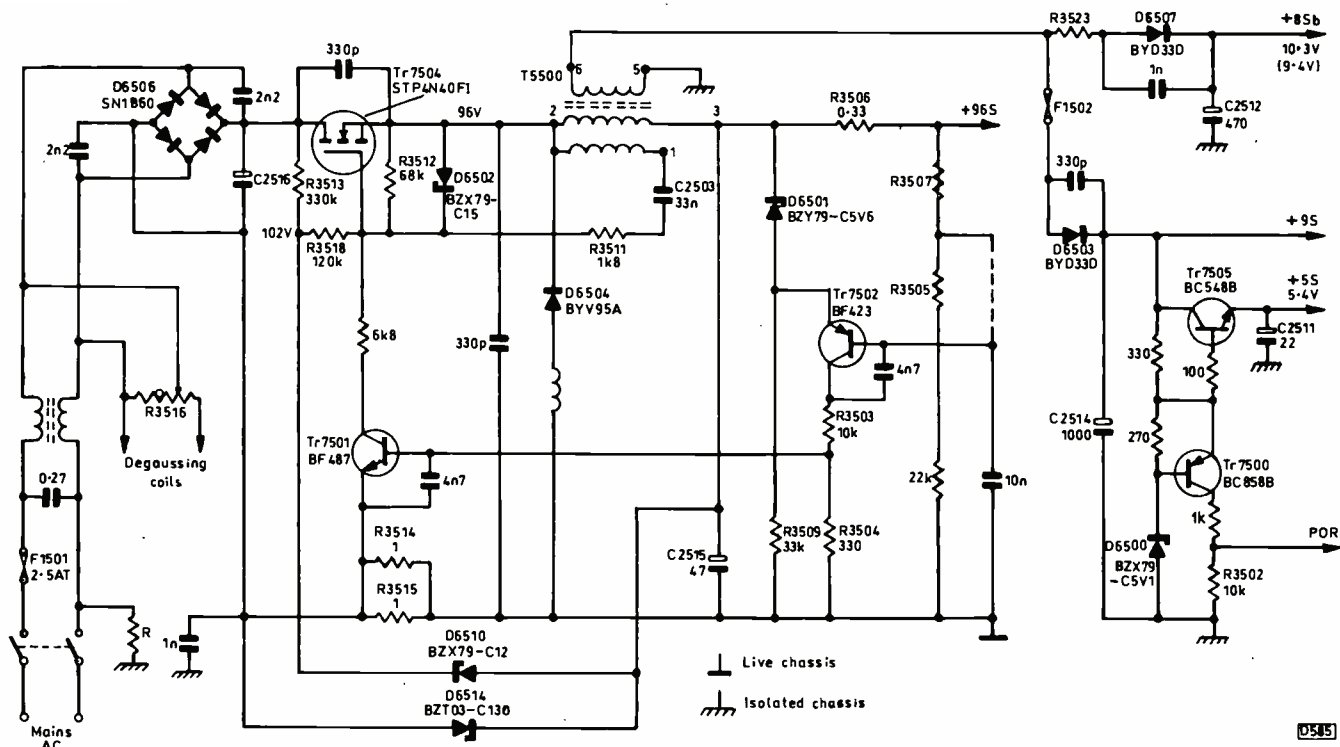 D6506
SN1B60
2n2
2n2
330p
Tr7504
STP4N40FI
C2516
R3513
330k
R3512
68k
D6502
BZX79-
C15
96V
102V
R3518
120k
R3511
1k8
C2503
33n
T5500
6
5
2
3
1
R3506
0·33
+96S
R3507
D6501
BZY79-C5V6
R3505
Tr7502
BF423
4n7
D6504
BYV95A
330p
6k8
R3516
Degaussing
coils
0·27
F1501
2·5AT
Tr7501
BF487
4n7
R3503
10k
22k
10n
R3509
33k
R3504
330
R3514
1
R3515
1
C2515
47
R
1n
Mains
AC
D6510
BZX79-C12
D6514
BZT03-C130
Live chassis
Isolated chassis
R3523
D6507
BYD33D
1n
+8Sb
10·3V
(9·4V)
F1502
C2512
470
330p
D6503
BYD33D
+9S
Tr7505
BC548B
+5S
5·4V
C2511
22
330
100
C2514
1000
270
Tr7500
BC858B
1k
D6500
BZX79
-C5V1
POR
R3502
10k
D585